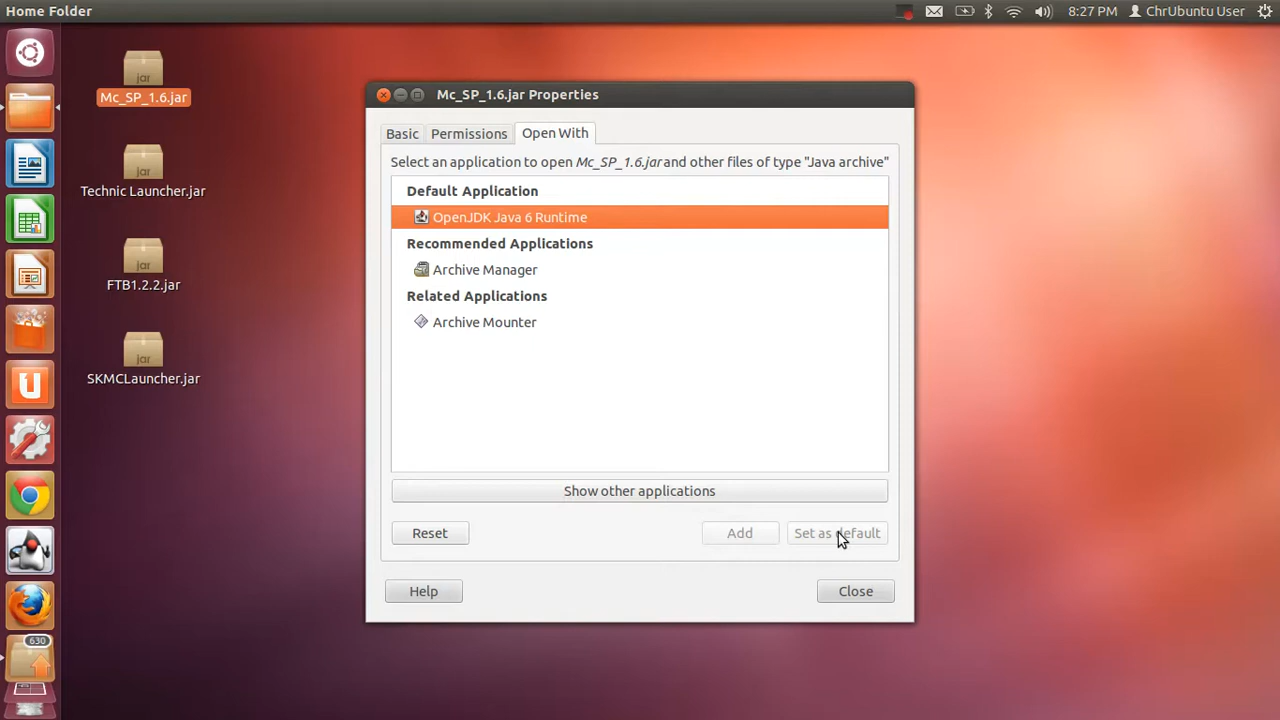 Home Folder
8:27 PM
ChrUbuntu User
jar
Mc_SP_1.6.jar
jar
Technic Launcher.jar
jar
FTB1.2.2.jar
jar
SKMCLauncher.jar
630
Mc_SP_1.6.jar Properties
Basic
Permissions
Open With
Select an application to open Mc_SP_1.6.jar and other files of type "Java archive"
Default Application
OpenJDK Java 6 Runtime
Recommended Applications
Archive Manager
Related Applications
Archive Mounter
Show other applications
Reset
Add
Set as default
Help
Close